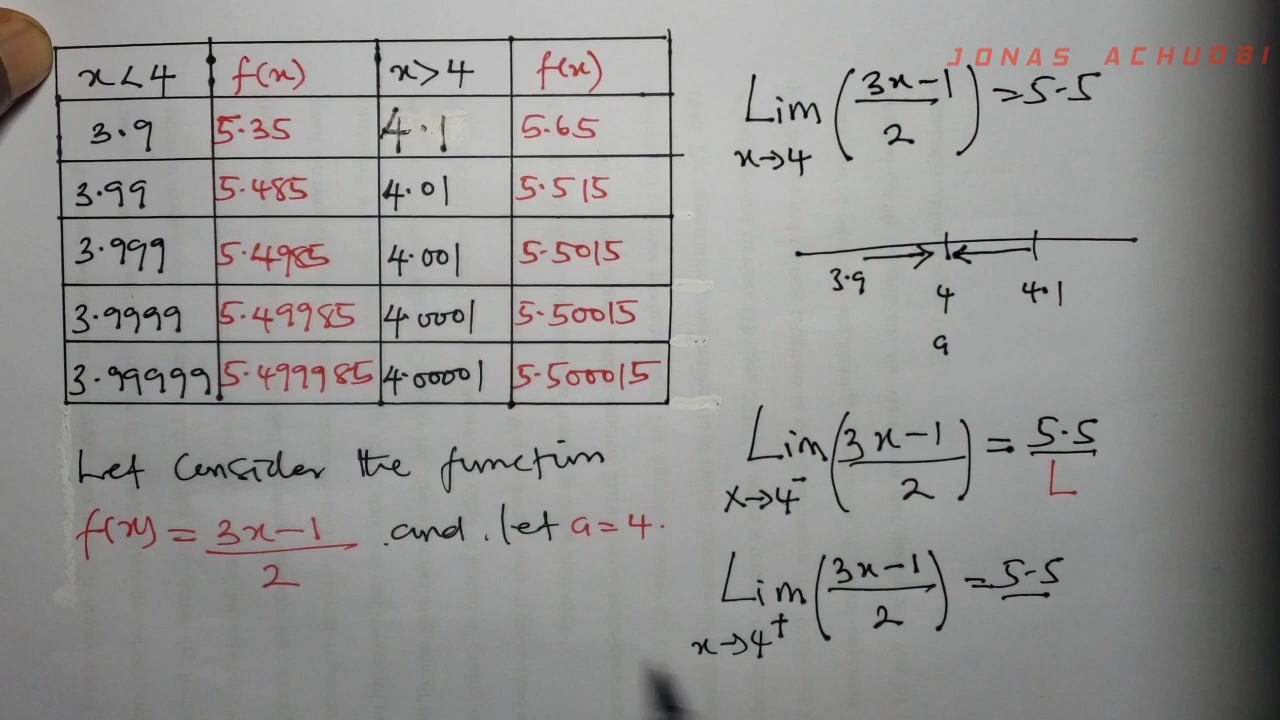 JONAS ACHUOBI
x<4 f(x) x>4 f(x)
3.9 5.35 4.1 5.65
3.99 5.485 4.01 5.515
3.999 5.4985 4.001 5.5015
3.9999 5.49985 4.0001 5.50015
3.99999 5.499985 4.00001 5.500015
Let consider the function
f(x) = (3x-1)/2 and let a=4.
Lim x→4 ((3x-1)/2) = 5.5
3.9 4 4.1
a
Lim x→4⁻ ((3x-1)/2) = 5.5
L
Lim x→4⁺ ((3x-1)/2) = 5.5